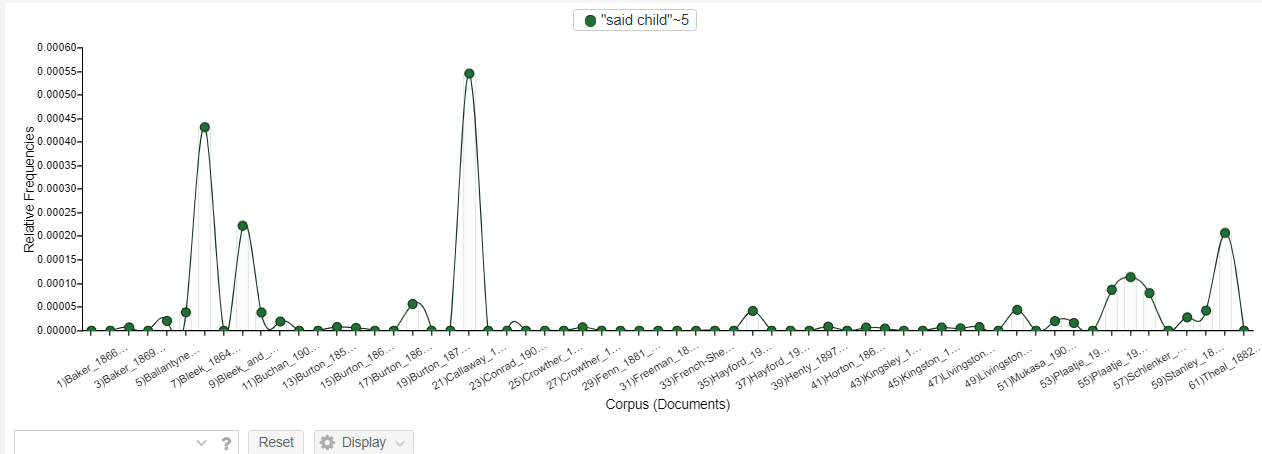 "said child"~5
0.00060
0.00055
0.00050
0.00045
0.00040
0.00035
0.00030
0.00025
0.00020
0.00015
0.00010
0.00005
0.00000
Relative Frequencies
1)Baker_1866...
3)Baker_1869...
5)Ballantyne...
7)Bleek_1864...
9)Bleek_and_...
11)Buchan_190...
13)Burton_185...
15)Burton_186...
17)Burton_186...
19)Burton_187...
21)Callaway_1...
23)Conrad_190...
25)Crowther_1...
27)Crowther_1...
29)Fenn_1881_...
31)Freeman_18...
33)French-She...
35)Hayford_19...
37)Hayford_19...
39)Henty_1897...
41)Horton_186...
43)Kingsley_1...
45)Kingston_1...
47)Livingston...
49)Livingston...
51)Mukasa_190...
53)Plaatje_19...
55)Plaatje_19...
57)Schlenker_...
59)Stanley_18...
61)Theal_1882...
Corpus (Documents)
? Reset Display